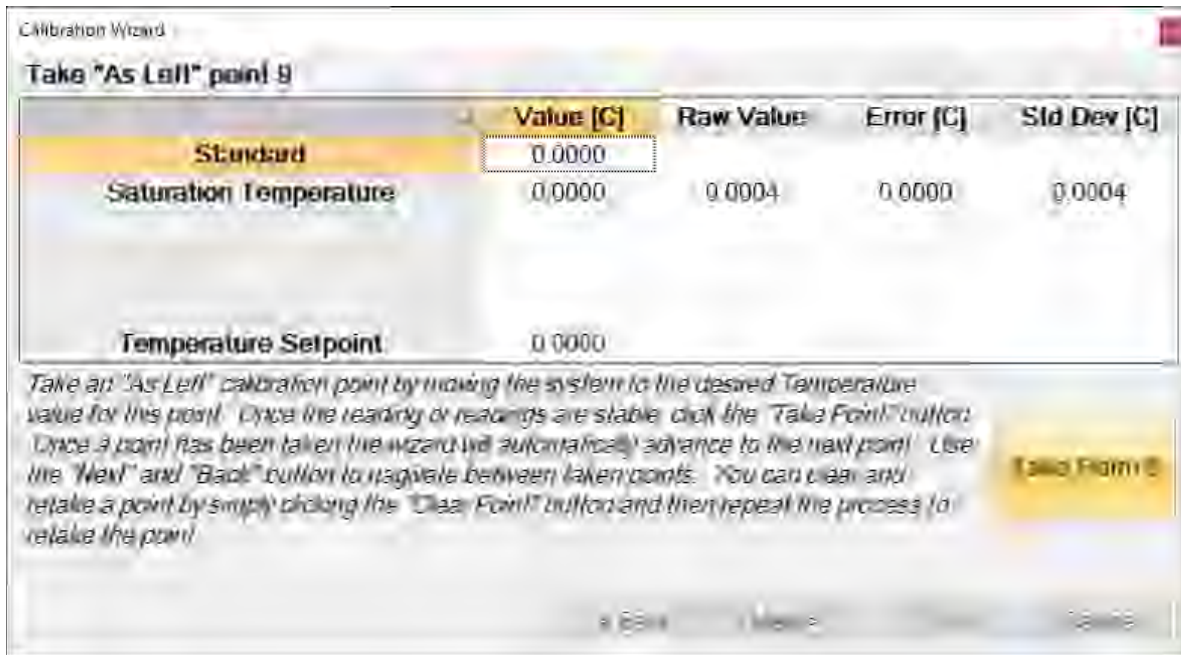 Calibration Wizard
Take "As Left" point 9
Value [C] Raw Value Error [C] Std Dev [C]
Standard 0.0000
Saturation Temperature 0.0000 0.0004 0.0000 0.0004
Temperature Setpoint 0.0000
Take an "As Left" calibration point by moving the system to the desired Temperature
value for this point. Once the reading or readings are stable, click the "Take Point" button.
Once a point has been taken the wizard will automatically advance to the next point. Use
the "Next" and "Back" button to nagivate between taken points. You can clear and
retake a point by simply clicking the "Clear Point" button and then repeat the process to
retake the point.
Take Point